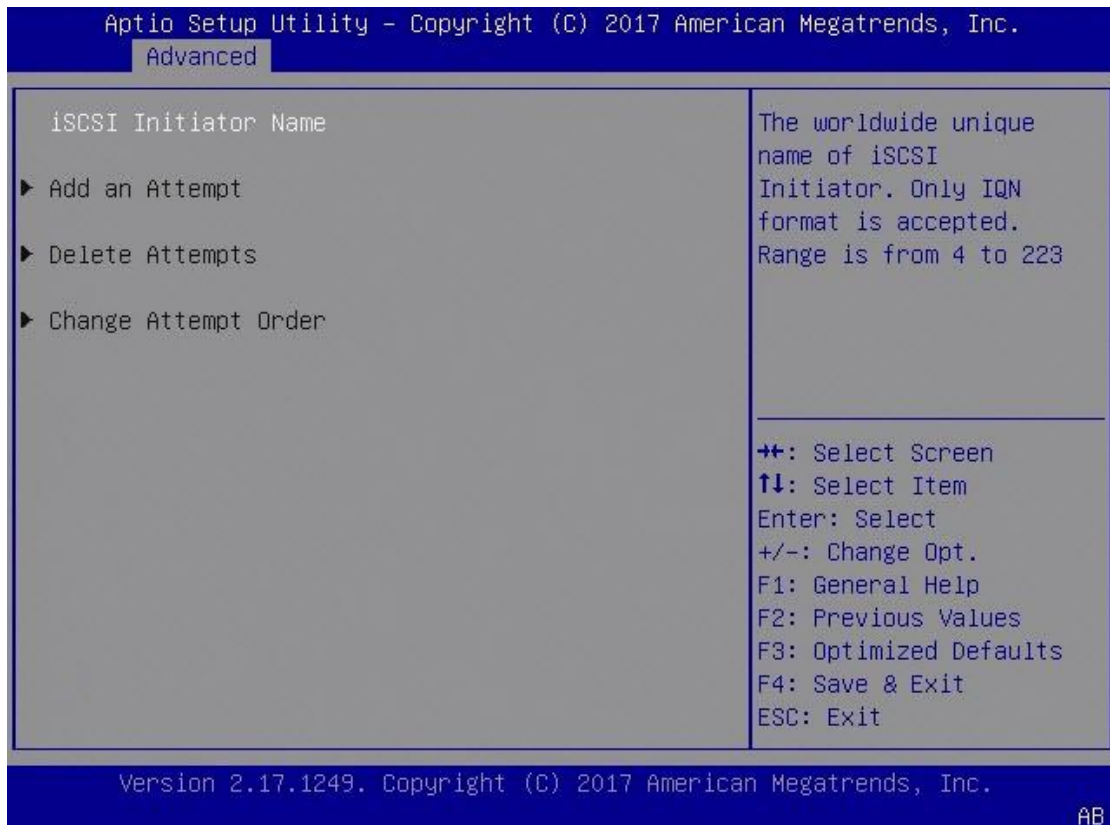 Aptio Setup Utility – Copyright (C) 2017 American Megatrends, Inc.
Advanced
iSCSI Initiator Name
▶ Add an Attempt
▶ Delete Attempts
▶ Change Attempt Order
The worldwide unique
name of iSCSI
Initiator. Only IQN
format is accepted.
Range is from 4 to 223
→←: Select Screen
↑↓: Select Item
Enter: Select
+/-: Change Opt.
F1: General Help
F2: Previous Values
F3: Optimized Defaults
F4: Save & Exit
ESC: Exit
Version 2.17.1249. Copyright (C) 2017 American Megatrends, Inc.
AB